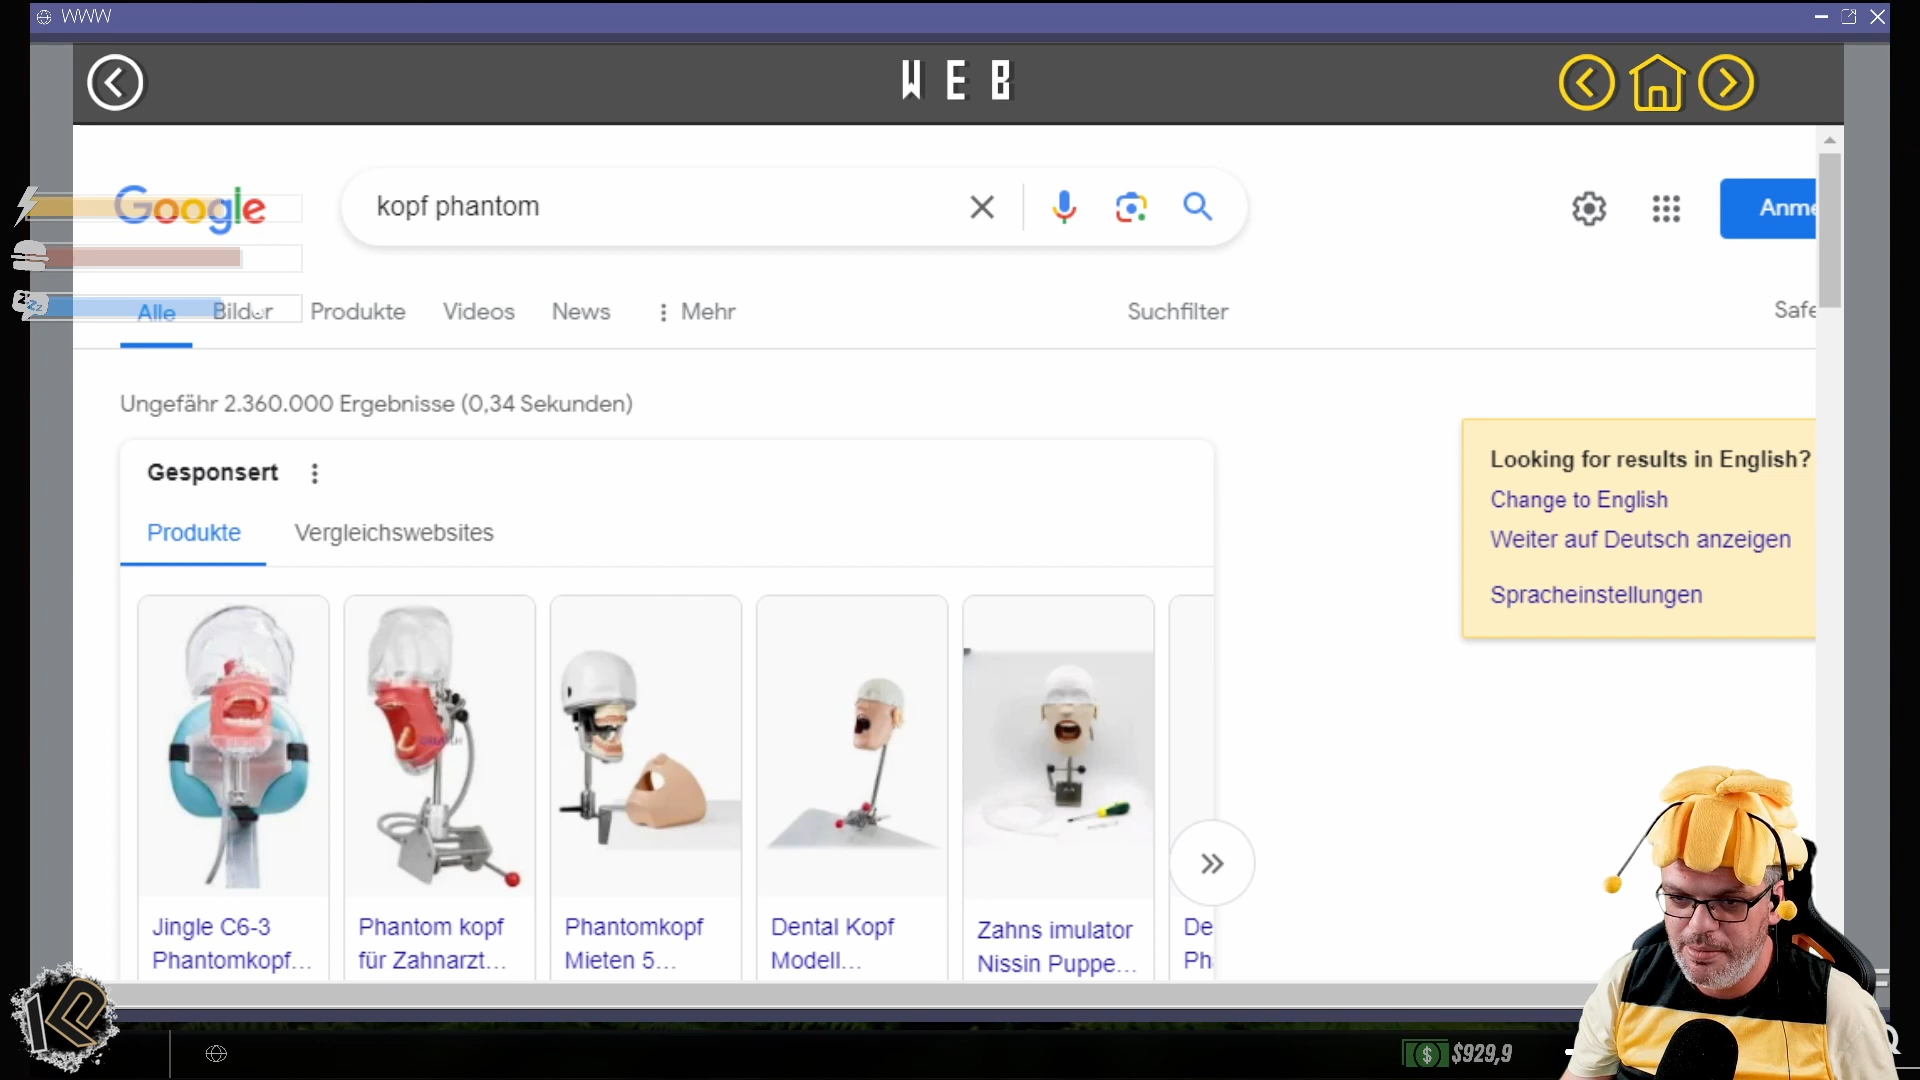 WWW
WEB
Google
kopf phantom
Anme
zzz
Alle Bilder Produkte Videos News Mehr Suchfilter Safe
Ungefähr 2.360.000 Ergebnisse (0,34 Sekunden)
Gesponsert
Produkte Vergleichswebsites
Looking for results in English?
Change to English
Weiter auf Deutsch anzeigen
Spracheinstellungen
Jingle C6-3
Phantomkopf...
Phantom kopf
für Zahnarzt...
Phantomkopf
Mieten 5...
Dental Kopf
Modell...
Zahns imulator
Nissin Puppe...
De
Ph
$929,9